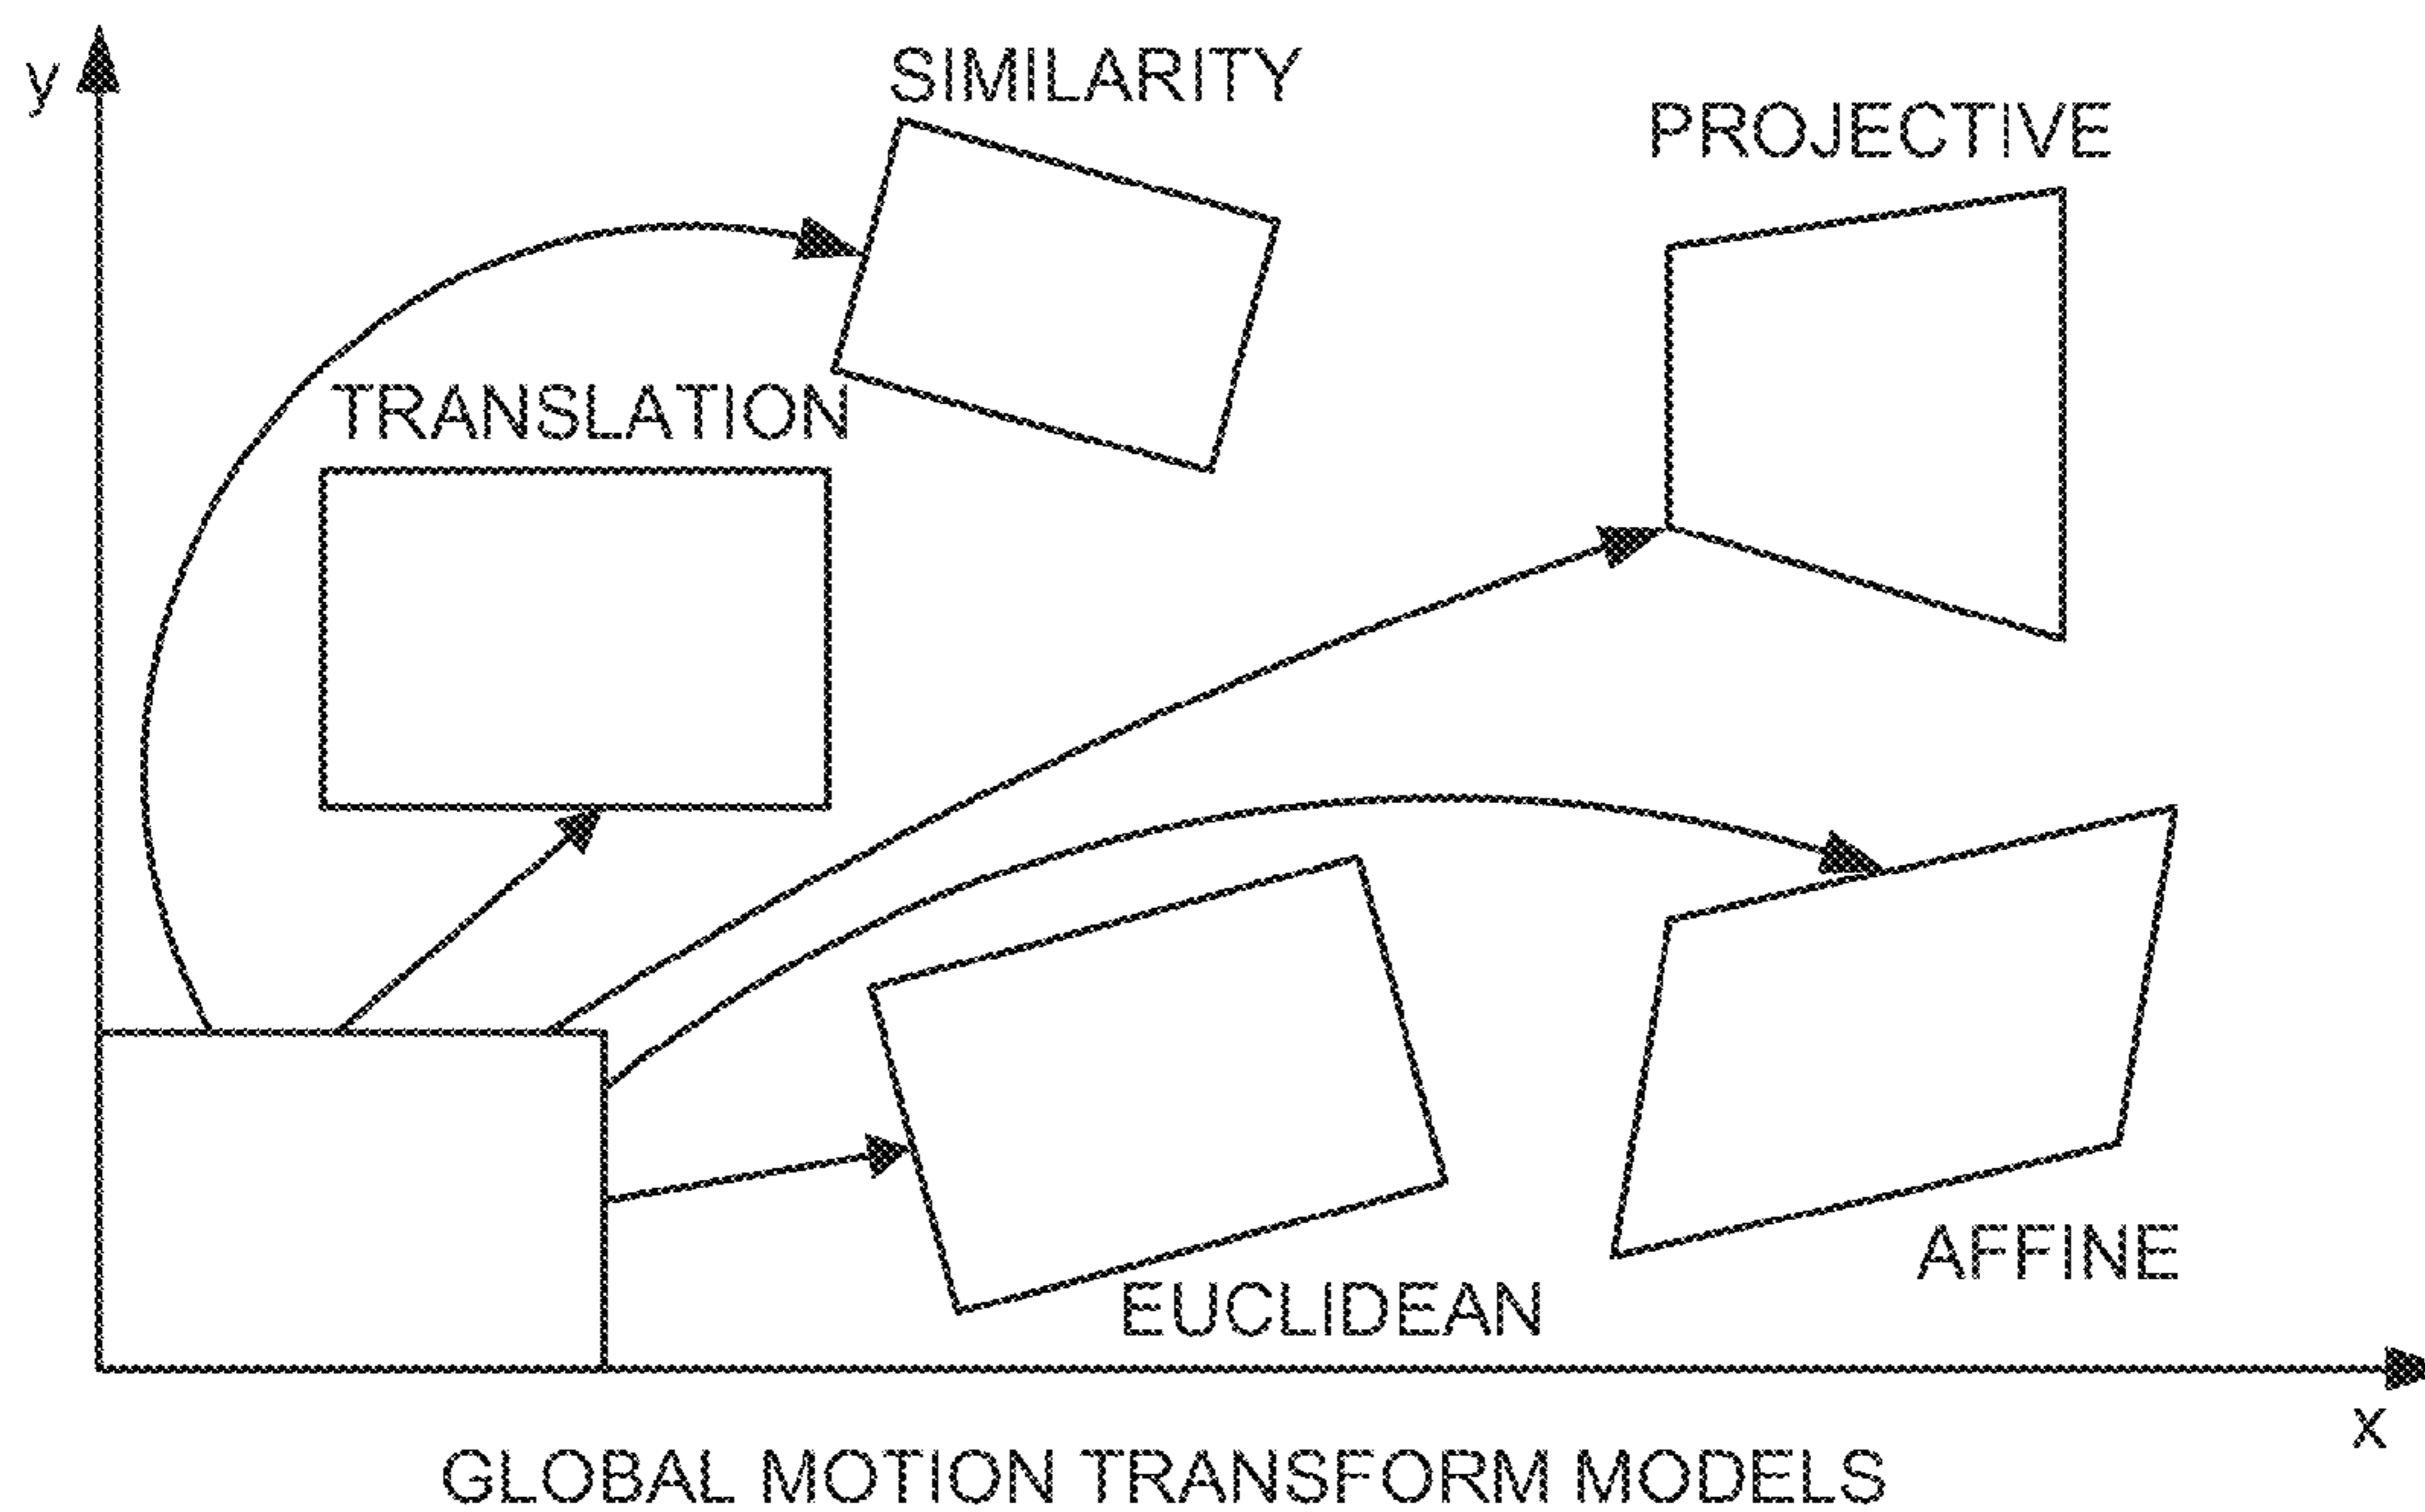 y
SIMILARITY
PROJECTIVE
TRANSLATION
AFFINE
EUCLIDEAN
x
GLOBAL MOTION TRANSFORM MODELS